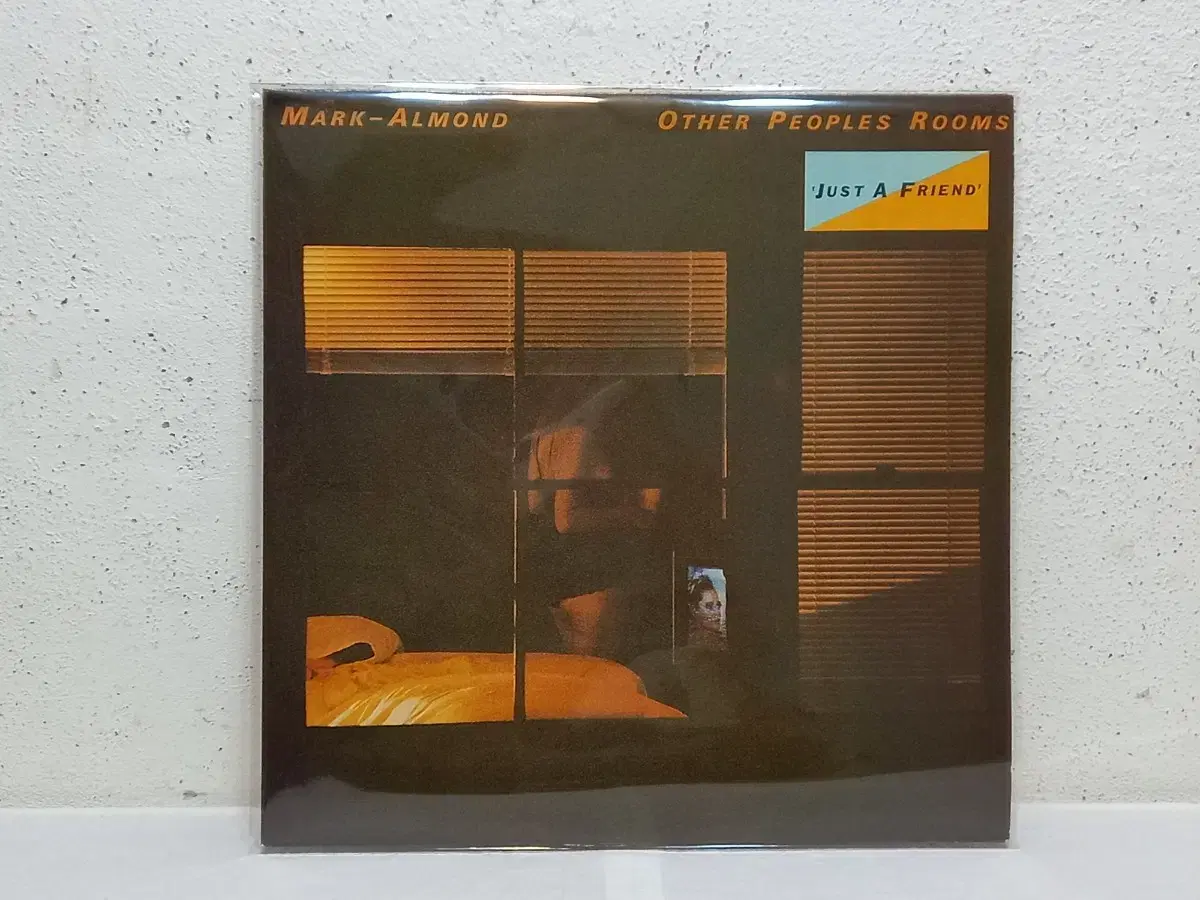 MARK-ALMOND
OTHER PEOPLES ROOMS
'JUST A FRIEND'